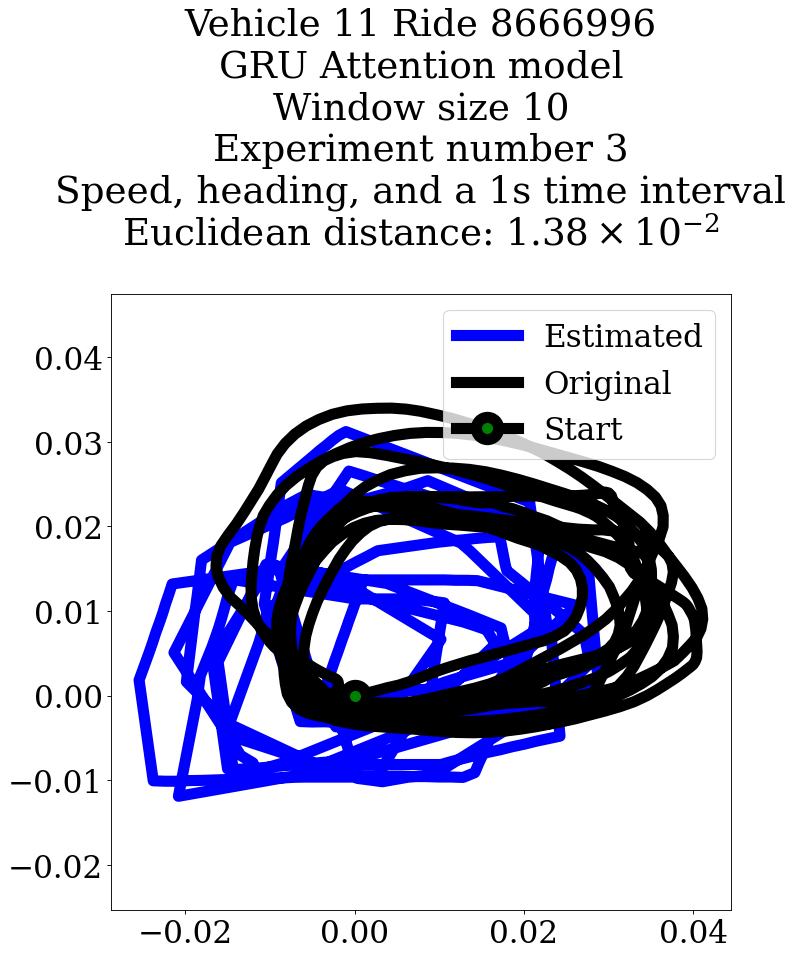 Vehicle 11 Ride 8666996
GRU Attention model
Window size 10
Experiment number 3
Speed, heading, and a 1s time interval
Euclidean distance: 1.38 × 10⁻²
Estimated
Original
Start
0.04
0.03
0.02
0.01
0.00
−0.01
−0.02
−0.02 0.00 0.02 0.04